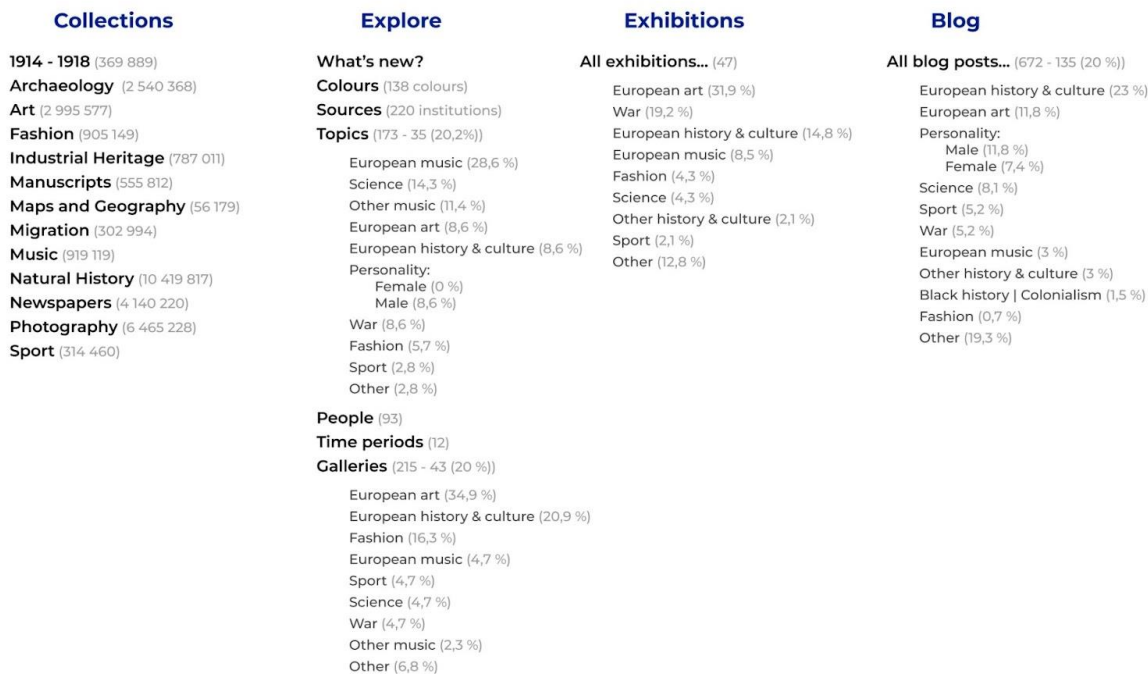 Collections
1914 - 1918 (369 889)
Archaeology (2 540 368)
Art (2 995 577)
Fashion (905 149)
Industrial Heritage (787 011)
Manuscripts (555 812)
Maps and Geography (56 179)
Migration (302 994)
Music (919 119)
Natural History (10 419 817)
Newspapers (4 140 220)
Photography (6 465 228)
Sport (314 460)
Explore
What's new?
Colours (138 colours)
Sources (220 institutions)
Topics (173 - 35 (20,2%))
European music (28,6 %)
Science (14,3 %)
Other music (11,4 %)
European art (8,6 %)
European history & culture (8,6 %)
Personality:
Female (0 %)
Male (8,6 %)
War (8,6 %)
Fashion (5,7 %)
Sport (2,8 %)
Other (2,8 %)
People (93)
Time periods (12)
Galleries (215 - 43 (20 %))
European art (34,9 %)
European history & culture (20,9 %)
Fashion (16,3 %)
European music (4,7 %)
Sport (4,7 %)
Science (4,7 %)
War (4,7 %)
Other music (2,3 %)
Other (6,8 %)
Exhibitions
All exhibitions... (47)
European art (31,9 %)
War (19,2 %)
European history & culture (14,8 %)
European music (8,5 %)
Fashion (4,3 %)
Science (4,3 %)
Other history & culture (2,1 %)
Sport (2,1 %)
Other (12,8 %)
Blog
All blog posts... (672 - 135 (20 %))
European history & culture (23 %)
European art (11,8 %)
Personality:
Male (11,8 %)
Female (7,4 %)
Science (8,1 %)
Sport (5,2 %)
War (5,2 %)
European music (3 %)
Other history & culture (3 %)
Black history | Colonialism (1,5 %)
Fashion (0,7 %)
Other (19,3 %)